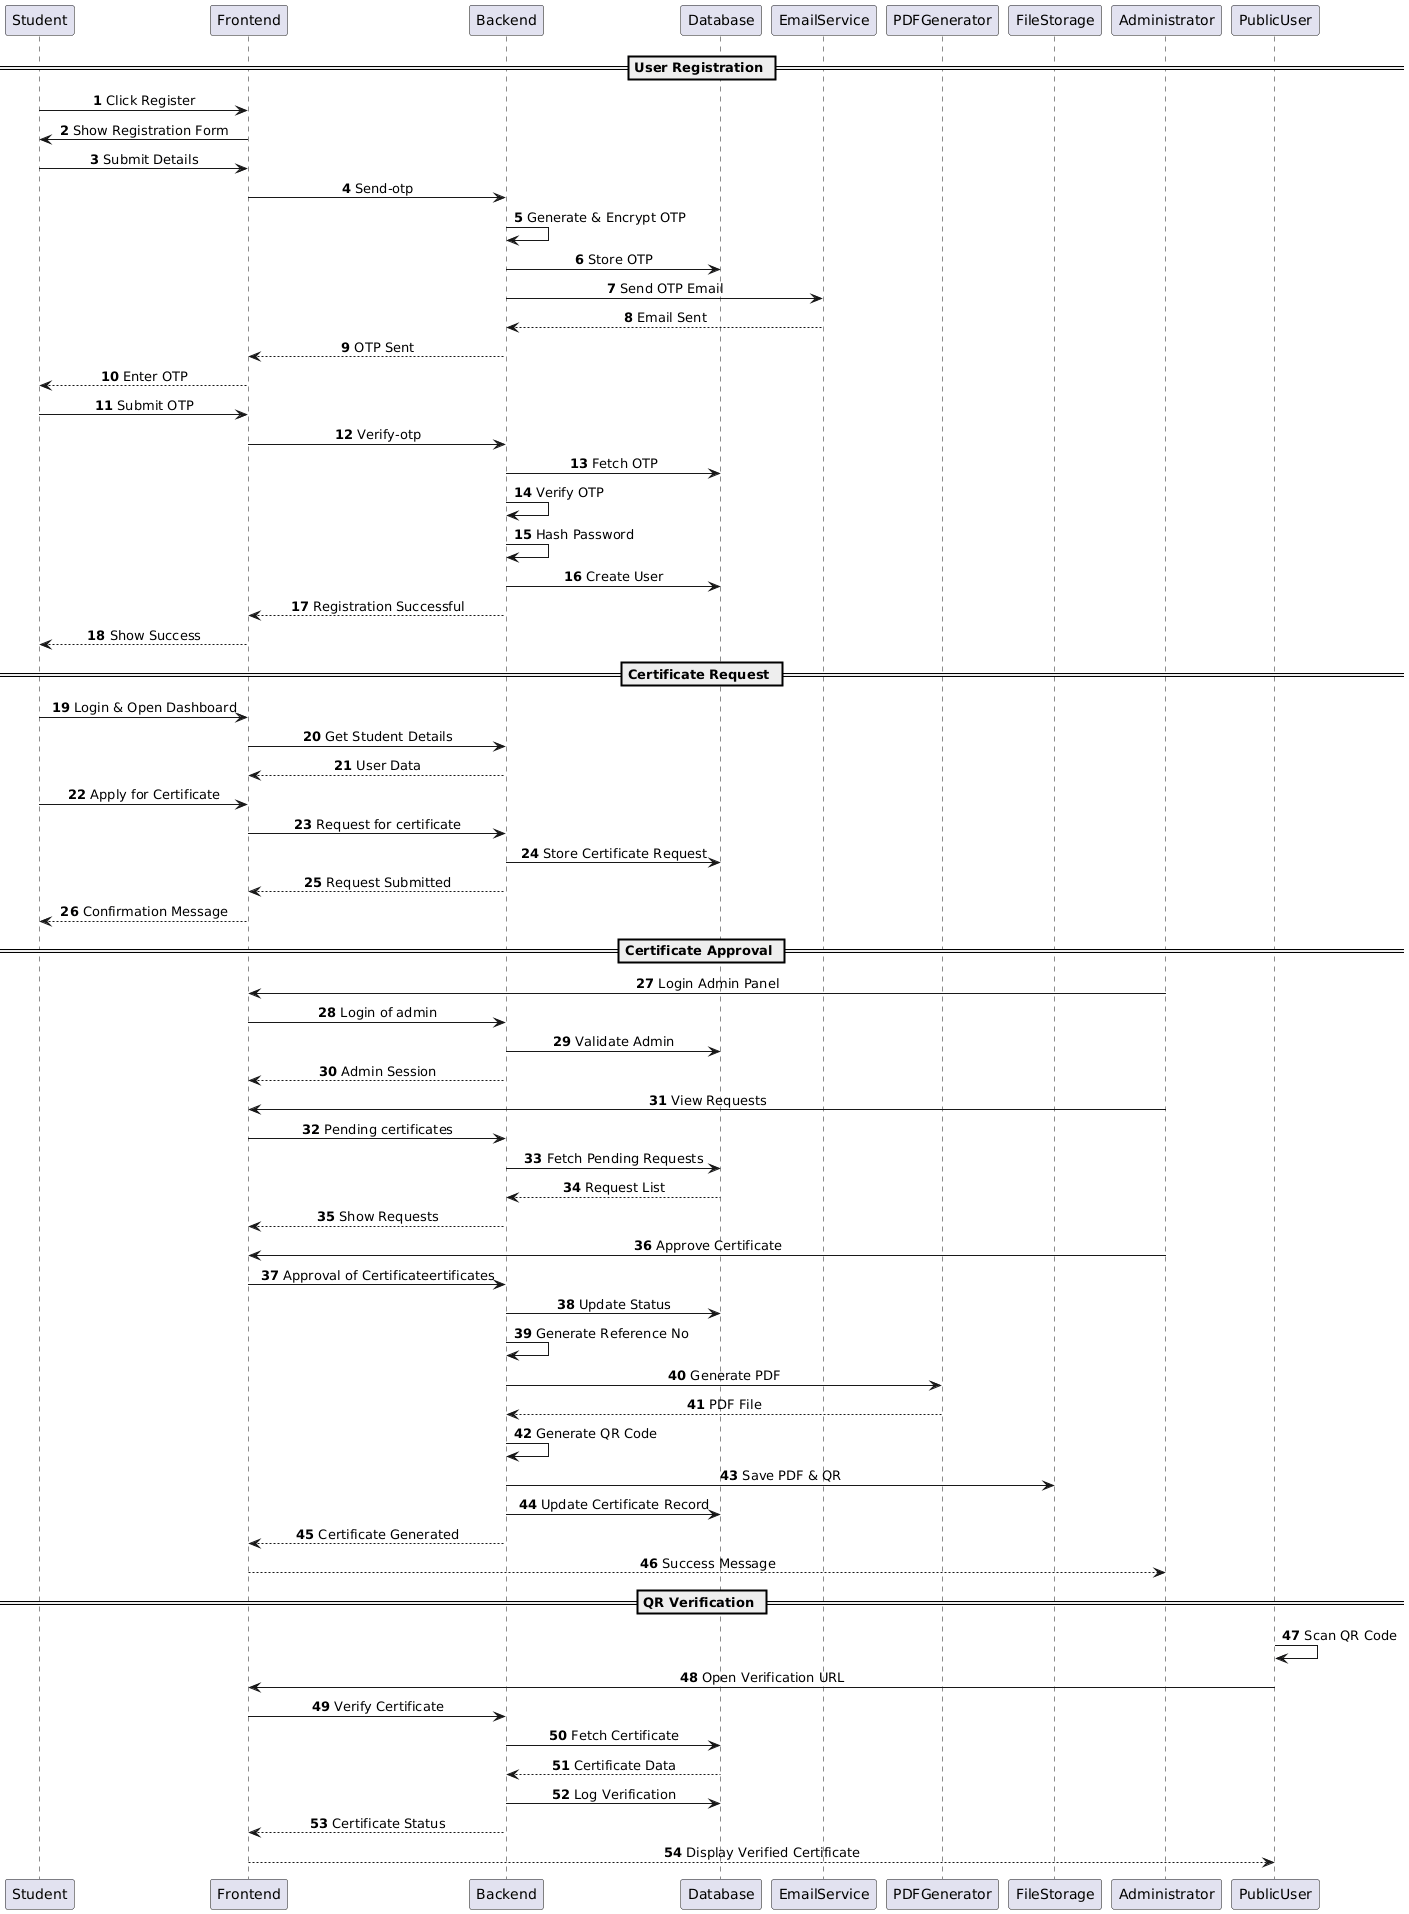 Student Frontend Backend Database EmailService PDFGenerator FileStorage Administrator PublicUser
User Registration
1 Click Register
2 Show Registration Form
3 Submit Details
4 Send-otp
5 Generate & Encrypt OTP
6 Store OTP
7 Send OTP Email
8 Email Sent
9 OTP Sent
10 Enter OTP
11 Submit OTP
12 Verify-otp
13 Fetch OTP
14 Verify OTP
15 Hash Password
16 Create User
17 Registration Successful
18 Show Success
Certificate Request
19 Login & Open Dashboard
20 Get Student Details
21 User Data
22 Apply for Certificate
23 Request for certificate
24 Store Certificate Request
25 Request Submitted
26 Confirmation Message
Certificate Approval
27 Login Admin Panel
28 Login of admin
29 Validate Admin
30 Admin Session
31 View Requests
32 Pending certificates
33 Fetch Pending Requests
34 Request List
35 Show Requests
36 Approve Certificate
37 Approval of Certificateertificates
38 Update Status
39 Generate Reference No
40 Generate PDF
41 PDF File
42 Generate QR Code
43 Save PDF & QR
44 Update Certificate Record
45 Certificate Generated
46 Success Message
QR Verification
47 Scan QR Code
48 Open Verification URL
49 Verify Certificate
50 Fetch Certificate
51 Certificate Data
52 Log Verification
53 Certificate Status
54 Display Verified Certificate
Student Frontend Backend Database EmailService PDFGenerator FileStorage Administrator PublicUser